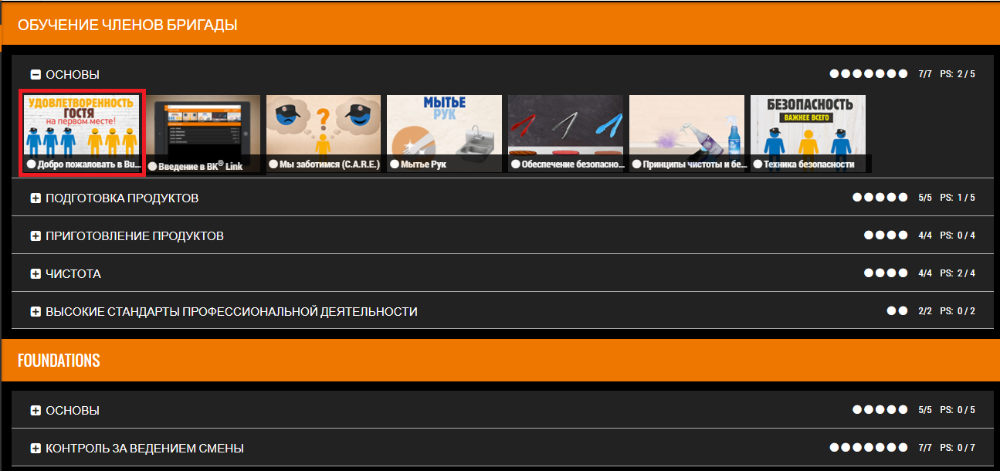 ОБУЧЕНИЕ ЧЛЕНОВ БРИГАДЫ
ОСНОВЫ 7/7 PS: 2 / 5
УДОВЛЕТВОРЕННОСТЬ
ГОСТЯ
на первом месте!
Добро пожаловать в Bu...
Введение в BK® Link
?
Мы заботимся (C.A.R.E.)
МЫТЬЕ
РУК
Мытье Рук
Обеспечение безопасно...
Принципы чистоты и бе...
БЕЗОПАСНОСТЬ
ВАЖНЕЕ ВСЕГО
Техника безопасности
ПОДГОТОВКА ПРОДУКТОВ 5/5 PS: 1 / 5
ПРИГОТОВЛЕНИЕ ПРОДУКТОВ 4/4 PS: 0 / 4
ЧИСТОТА 4/4 PS: 2 / 4
ВЫСОКИЕ СТАНДАРТЫ ПРОФЕССИОНАЛЬНОЙ ДЕЯТЕЛЬНОСТИ 2/2 PS: 0 / 2
FOUNDATIONS
ОСНОВЫ 5/5 PS: 0 / 5
КОНТРОЛЬ ЗА ВЕДЕНИЕМ СМЕНЫ 7/7 PS: 0 / 7